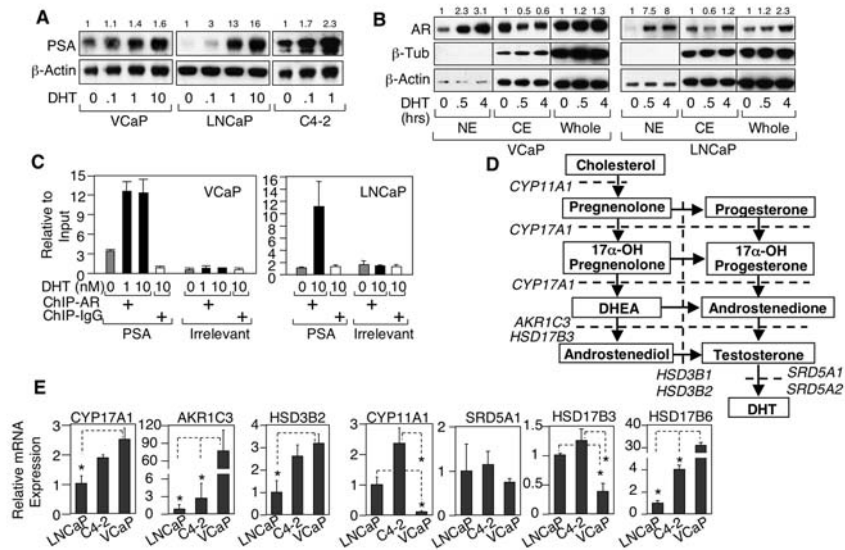 A
1 1.1 1.4 1.6 1 3 13 16 1 1.2 2.3
PSA
β-Actin
DHT 0 .1 1 10 0 .1 1 10 0 1 10
VCaP LNCaP C4-2
B
1 2.3 3.1 1 0.5 0.6 1 1.2 1.3 1 7.5 8 1 0.6 1.2 1 1.2 2.3
AR
β-Tub
β-Actin
DHT 0 .5 4 0 .5 4 0 .5 4 0 .5 4 0 .5 4 0 .5 4
(hrs) NE CE Whole NE CE Whole
VCaP LNCaP
C
Relative to
Input
15
12
9
6
3
0
VCaP
16
14
12
10
8
6
4
2
0
LNCaP
DHT (nM) 0 1 10 10 0 1 10 10 0 10 10 0 10 10
ChIP-AR + + + +
ChIP-IgG + + + +
PSA Irrelevant PSA Irrelevant
D
Cholesterol
CYP11A1
Pregnenolone Progesterone
CYP17A1
17α-OH 17α-OH
Pregnenolone Progesterone
CYP17A1
DHEA Androstenedione
AKR1C3
HSD17B3
Androstenediol Testosterone
HSD3B1 SRD5A1
HSD3B2 SRD5A2
DHT
E
Relative mRNA
Expression
CYP17A1 AKR1C3 HSD3B2 CYP11A1 SRD5A1 HSD17B3 HSD17B6
3
2
1
0
120
90
60
6
3
0
4
3
2
1
0
3
2
1
0
3
2
1
0
1.5
1.0
0.5
0
40
30
4
2
0
* * * * * * * * * *
LNCaP C4-2 VCaP LNCaP C4-2 VCaP LNCaP C4-2 VCaP LNCaP C4-2 VCaP LNCaP C4-2 VCaP LNCaP C4-2 VCaP LNCaP C4-2 VCaP